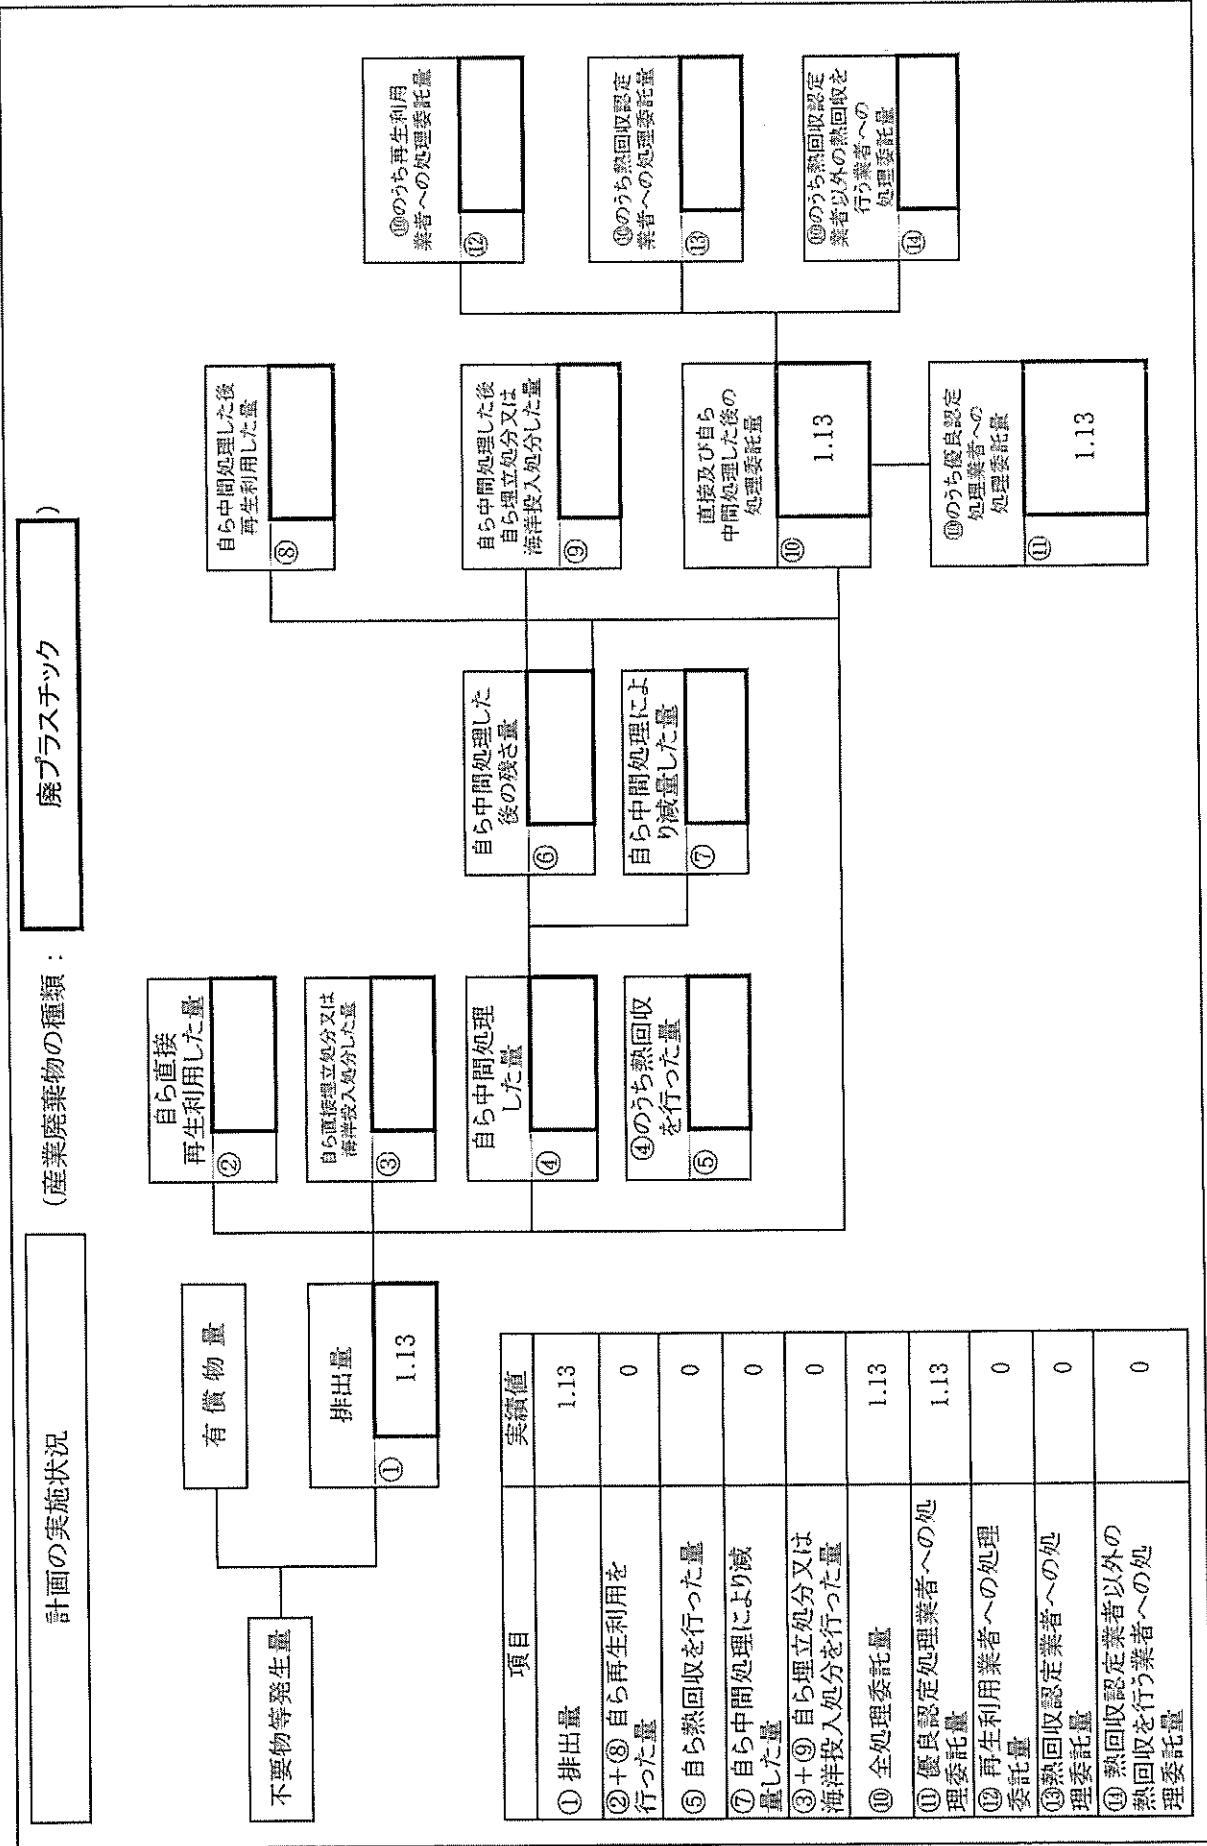 計画の実施状況
(産業廃棄物の種類：
廃プラスチック
)
不要物等発生量
有 償 物 量
排出量
①
1.13
自ら直接
再生利用した量
②
自ら直接埋立処分又は
海洋投入処分した量
③
自ら中間処理
した量
④
④のうち熱回収
を行った量
⑤
自ら中間処理した
後の残さ量
⑥
自ら中間処理によ
り減量した量
⑦
自ら中間処理した後
再生利用した量
⑧
自ら中間処理した後
自ら埋立処分又は
海洋投入処分した量
⑨
直接及び自ら
中間処理した後の
処理委託量
⑩
1.13
⑩のうち優良認定
処理業者への
処理委託量
⑪
1.13
⑩のうち再生利用
業者への処理委託量
⑫
⑩のうち熱回収認定
業者への処理委託量
⑬
⑩のうち熱回収認定
業者以外の熱回収を
行う業者への
処理委託量
⑭
項目
実績値
①排出量
1.13
②+⑧自ら再生利用を
行った量
0
⑤ 自ら熱回収を行った量
0
⑦ 自ら中間処理により減
量した量
0
③+⑨ 自ら埋立処分又は
海洋投入処分を行った量
0
⑩ 全処理委託量
1.13
⑪ 優良認定処理業者への処
理委託量
1.13
⑫ 再生利用業者への処理
委託量
0
⑬熱回収認定業者への処
理委託量
0
⑭ 熱回収認定業者以外の
熱回収を行う業者への処
理委託量
0